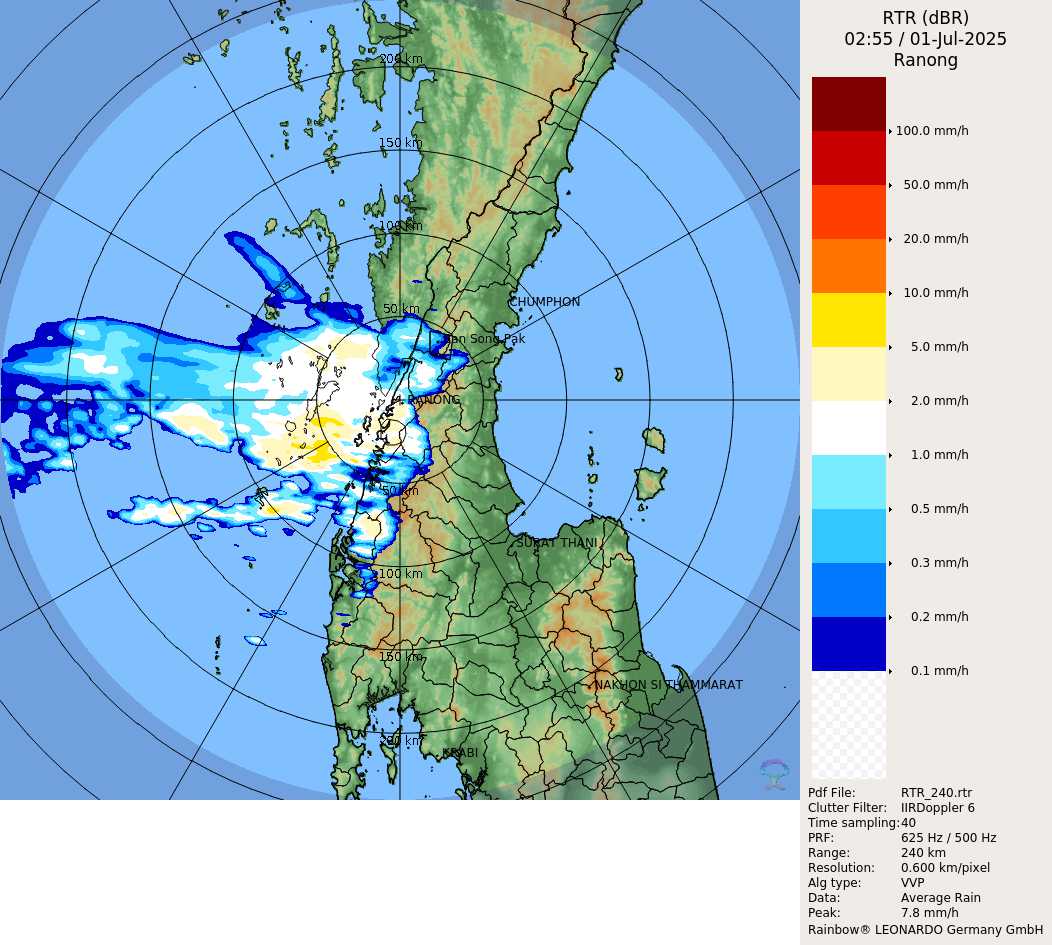 RTR (dBR)
02:55 / 01-Jul-2025
Ranong
200 km
150 km
100 km
50 km
CHUMPHON
RANONG
50 km
SURAT THANI
100 km
150 km
NAKHON SI THAMMARAT
200 km
KRABI
100.0 mm/h
50.0 mm/h
20.0 mm/h
10.0 mm/h
5.0 mm/h
2.0 mm/h
1.0 mm/h
0.5 mm/h
0.3 mm/h
0.2 mm/h
0.1 mm/h
Pdf File: RTR_240.rtr
Clutter Filter: IIRDoppler 6
Time sampling:40
PRF: 625 Hz / 500 Hz
Range: 240 km
Resolution: 0.600 km/pixel
Alg type: VVP
Data: Average Rain
Peak: 7.8 mm/h
Rainbow® LEONARDO Germany GmbH